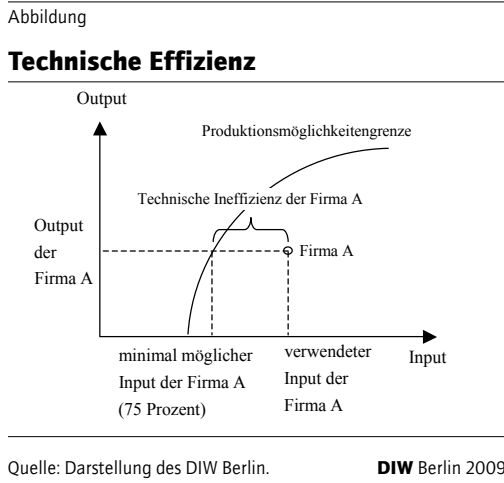 Abbildung
Technische Effizienz
Output
Produktionsmöglichkeitengrenze
Technische Ineffizienz der Firma A
Output
der
Firma A
Firma A
minimal möglicher
Input der Firma A
(75 Prozent)
verwendeter
Input der
Firma A
Input
Quelle: Darstellung des DIW Berlin.
DIW Berlin 2009